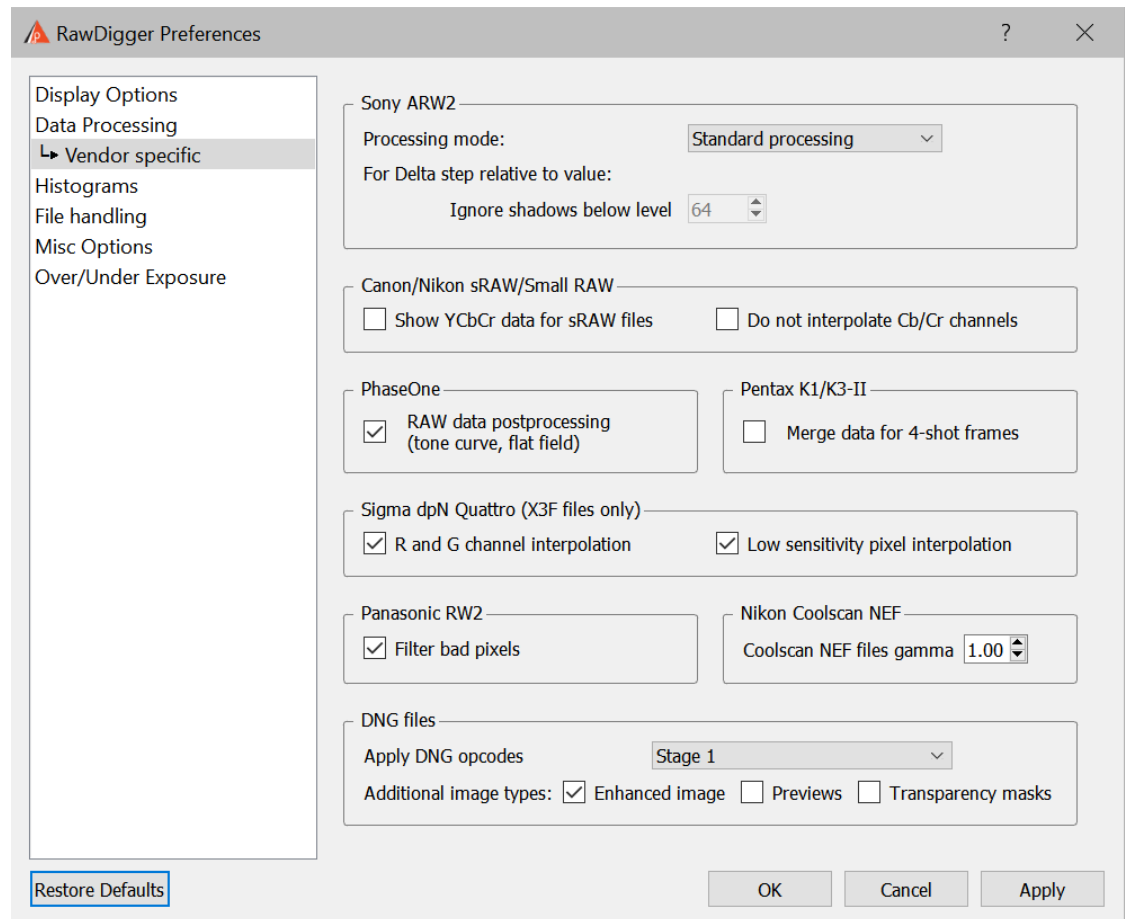 RawDigger Preferences ?
Display Options
Data Processing
Vendor specific
Histograms
File handling
Misc Options
Over/Under Exposure
Sony ARW2
Processing mode: Standard processing
For Delta step relative to value:
Ignore shadows below level 64
Canon/Nikon sRAW/Small RAW
Show YCbCr data for sRAW files Do not interpolate Cb/Cr channels
PhaseOne
RAW data postprocessing
(tone curve, flat field)
Pentax K1/K3-II
Merge data for 4-shot frames
Sigma dpN Quattro (X3F files only)
R and G channel interpolation Low sensitivity pixel interpolation
Panasonic RW2
Filter bad pixels
Nikon Coolscan NEF
Coolscan NEF files gamma 1.00
DNG files
Apply DNG opcodes Stage 1
Additional image types: Enhanced image Previews Transparency masks
Restore Defaults OK Cancel Apply